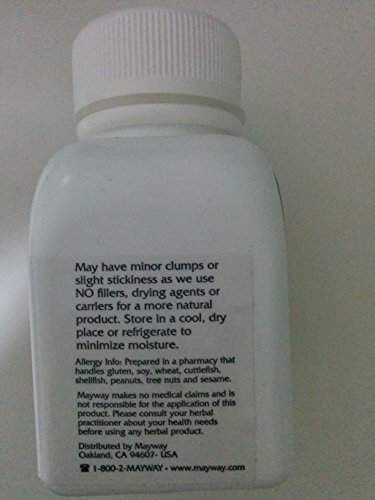 May have minor clumps or
slight stickiness as we use
NO fillers, drying agents or
carriers for a more natural
product. Store in a cool, dry
place or refrigerate to
minimize moisture.
Allergy Info: Prepared in a pharmacy that
handles gluten, soy, wheat, cuttlefish,
shellfish, peanuts, tree nuts and sesame.
Mayway makes no medical claims and is
not responsible for the application of this
product. Please consult your herbal
practitioner about your health needs
before using any herbal product.
Distributed by Mayway
Oakland, CA 94607- USA
☎ 1-800-2-MAYWAY • www.mayway.com